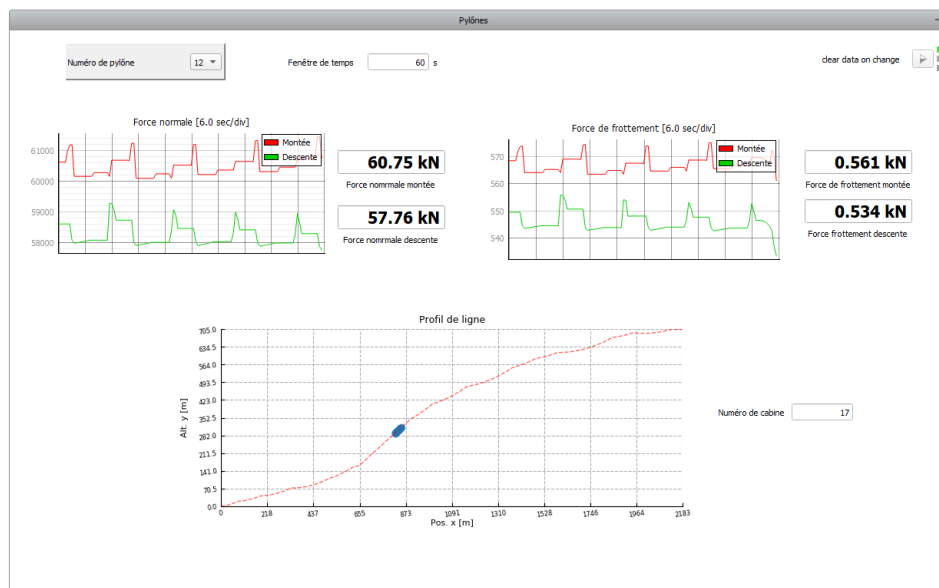 Pylônes
Numéro de pylône 12
Fenêtre de temps 60 s
clear data on change
Force normale [6.0 sec/div]
Montée
Descente
61000
60000
59000
58000
60.75 kN
Force nomrmale montée
57.76 kN
Force nomrmale descente
Force de frottement [6.0 sec/div]
Montée
Descente
570
560
550
540
0.561 kN
Force de frottement montée
0.534 kN
Force frottement descente
Profil de ligne
Alt. y [m]
705.0
634.5
564.0
493.5
423.0
352.5
282.0
211.5
141.0
70.5
0.0
0 218 437 655 873 1091 1310 1528 1746 1964 2183
Pos. x [m]
Numéro de cabine 17